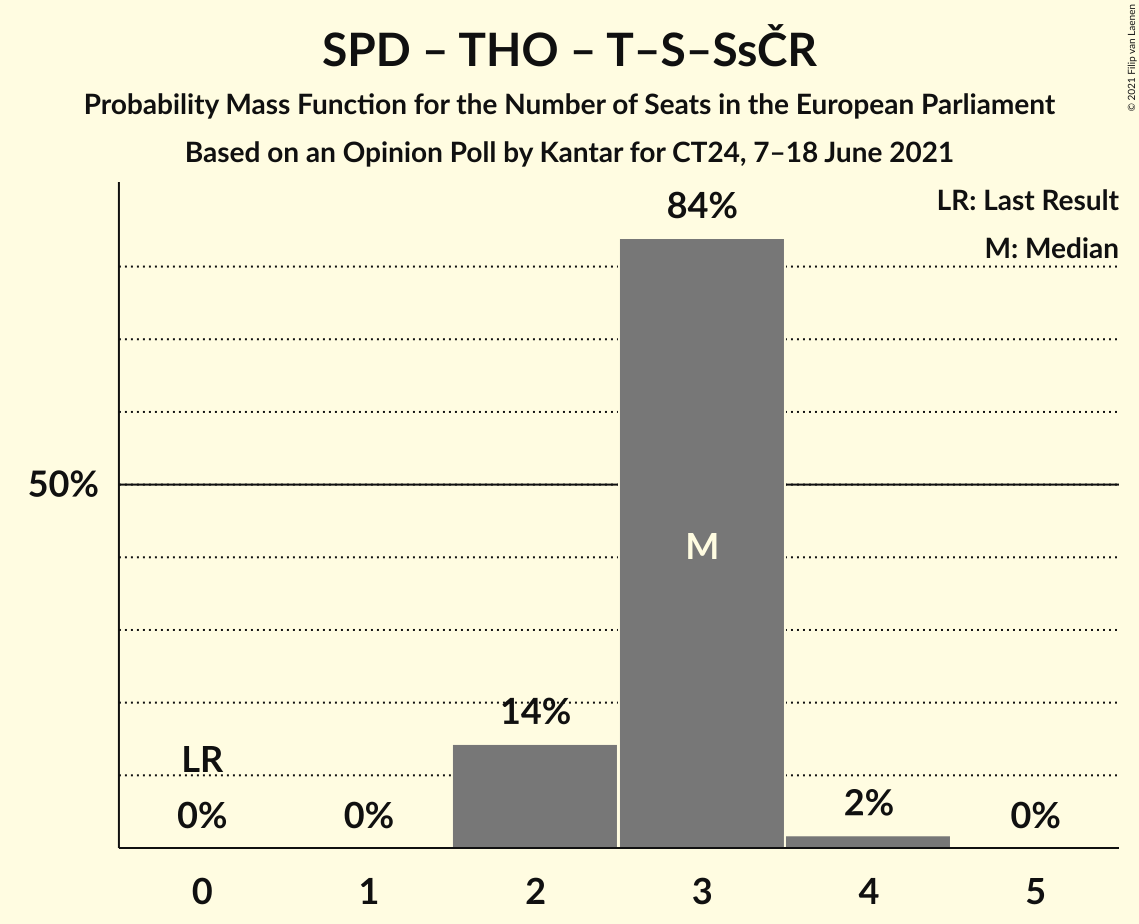 SPD – THO – T–S–SsČR
Probability Mass Function for the Number of Seats in the European Parliament
Based on an Opinion Poll by Kantar for CT24, 7–18 June 2021
© 2021 Filip van Laenen
LR: Last Result
M: Median
84%
50%
M
14%
LR
0%
0%
2%
0%
0
1
2
3
4
5